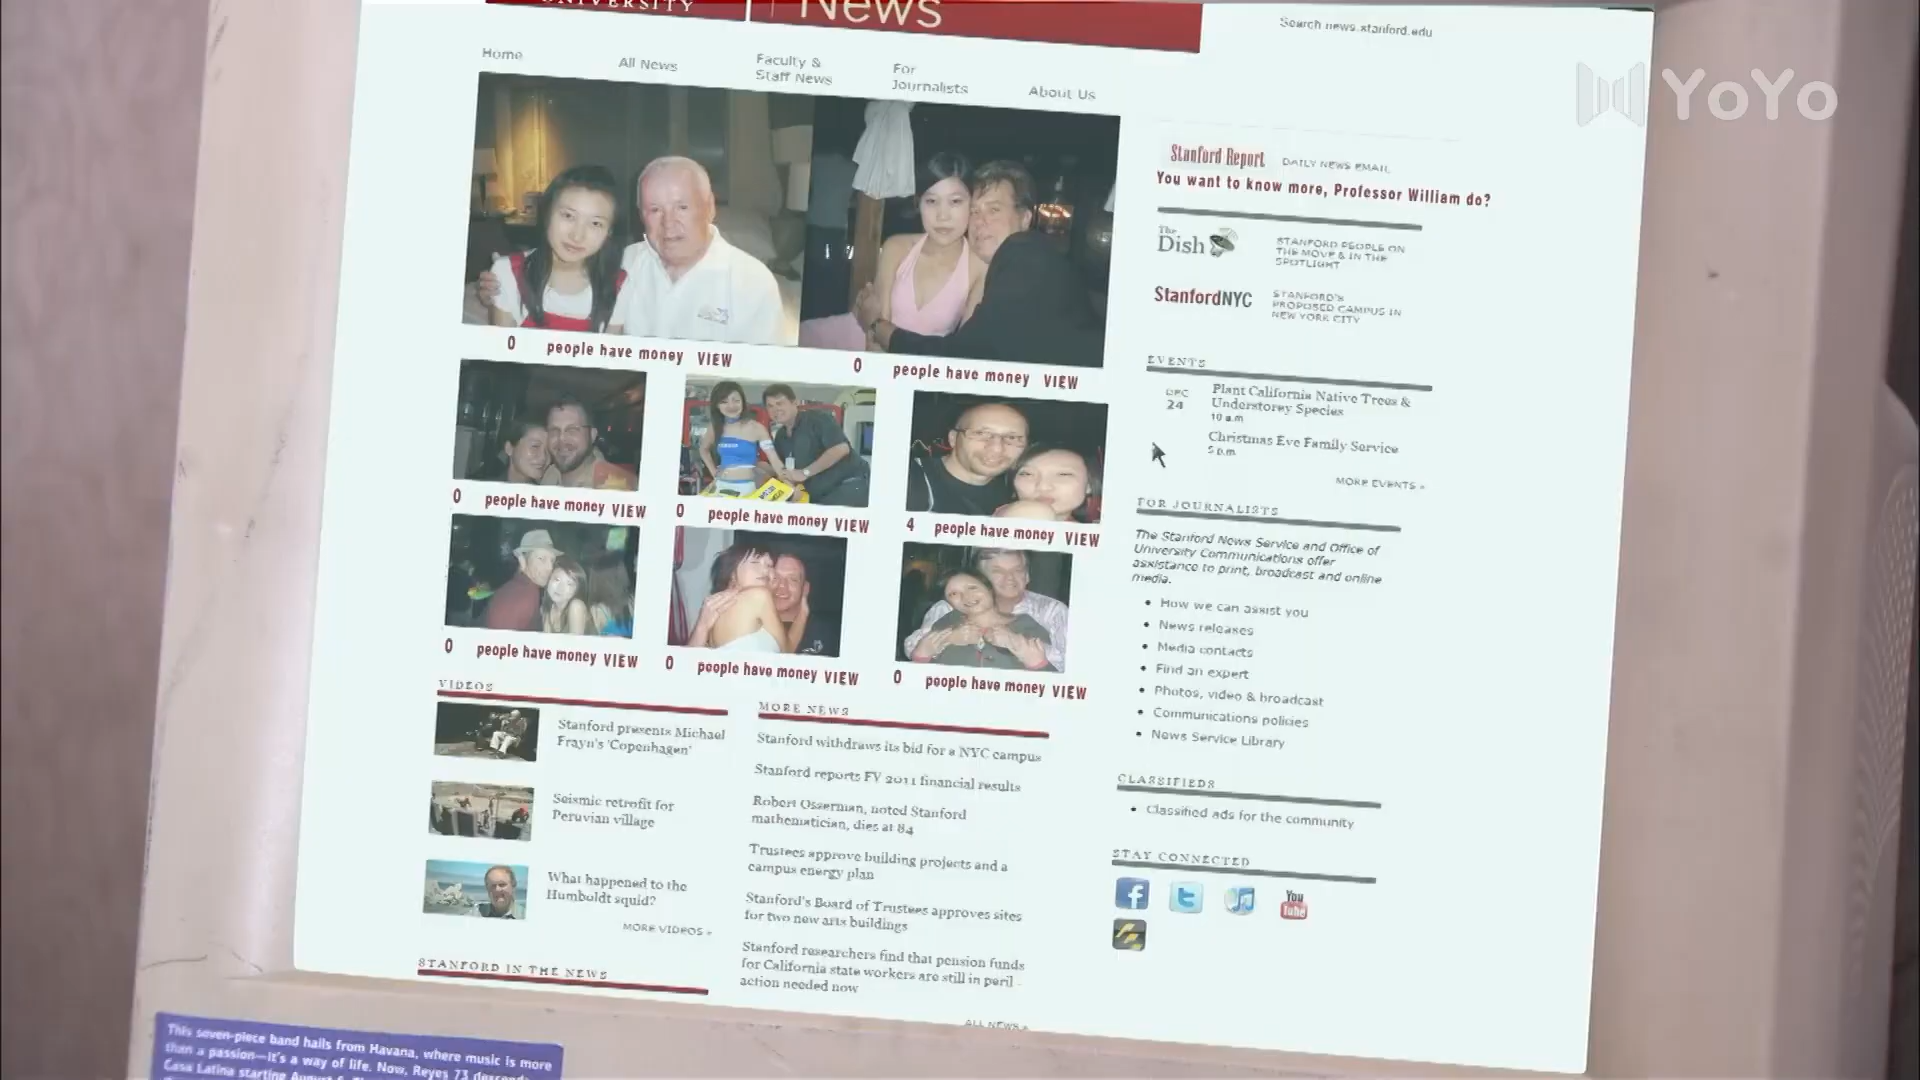 UNIVERSITY
News
Search news.stanford.edu
YOYO
Home
All News
Faculty &
Staff News
For
Journalists
About Us
0 people have money VIEW
0 people have money VIEW
0 people have money VIEW
0 people have money VIEW
4 people have money VIEW
0 people have money VIEW
0 people have money VIEW
0 people have money VIEW
Stanford Report DAILY NEWS EMAIL
You want to know more, Professor William do?
The
Dish
STANFORD PEOPLE ON
THE MOVE & IN THE
SPOTLIGHT
StanfordNYC
STANFORD'S
PROPOSED CAMPUS IN
NEW YORK CITY
EVENTS
DEC
24
Plant California Native Trees &
Understorey Species
10 a.m
Christmas Eve Family Service
5 p.m.
MORE EVENTS »
FOR JOURNALISTS
The Stanford News Service and Office of
University Communications offer
assistance to print, broadcast and online
media.
• How we can assist you
• News releases
• Media contacts
• Find an expert
• Photos, video & broadcast
• Communications policies
• News Service Library
CLASSIFIEDS
• Classified ads for the community
STAY CONNECTED
You
Tube
VIDEOS
Stanford presents Michael
Frayn's 'Copenhagen'
Seismic retrofit for
Peruvian village
What happened to the
Humboldt squid?
MORE VIDEOS »
STANFORD IN THE NEWS
MORE NEWS
Stanford withdraws its bid for a NYC campus
Stanford reports FY 2011 financial results
Robert Osserman, noted Stanford
mathematician, dies at 84
Trustees approve building projects and a
campus energy plan
Stanford's Board of Trustees approves sites
for two new arts buildings
Stanford researchers find that pension funds
for California state workers are still in peril -
action needed now
ALL NEWS »
This seven-piece band hails from Havana, where music is more
than a passion—it's a way of life. Now, Reyes 73
Casa Latina starting August